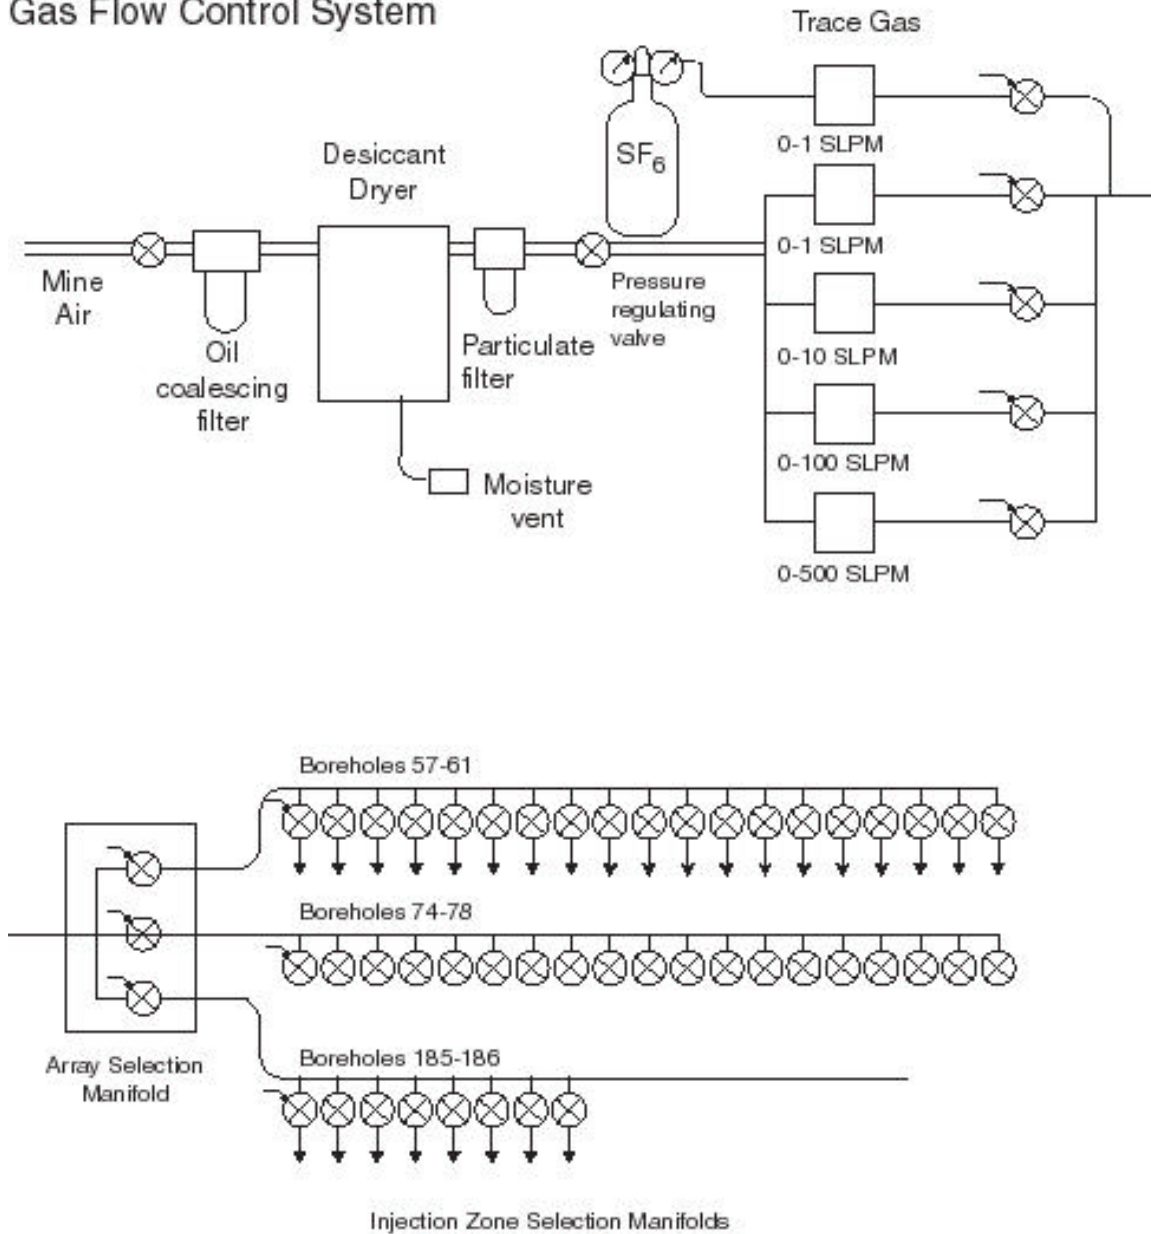 Gas Flow Control System
Trace Gas
SF6
0-1 SLPM
Desiccant
Dryer
0-1 SLPM
Mine
Air
Pressure
regulating
valve
Oil
coalescing
filter
Particulate
filter
0-10 SLPM
0-100 SLPM
Moisture
vent
0-500 SLPM
Boreholes 57-61
Boreholes 74-78
Boreholes 185-186
Array Selection
Manifold
Injection Zone Selection Manifolds